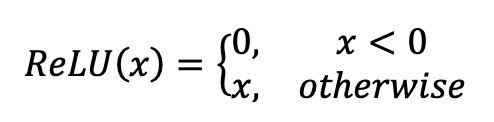 ReLU(x) = {0, x < 0
x, otherwise